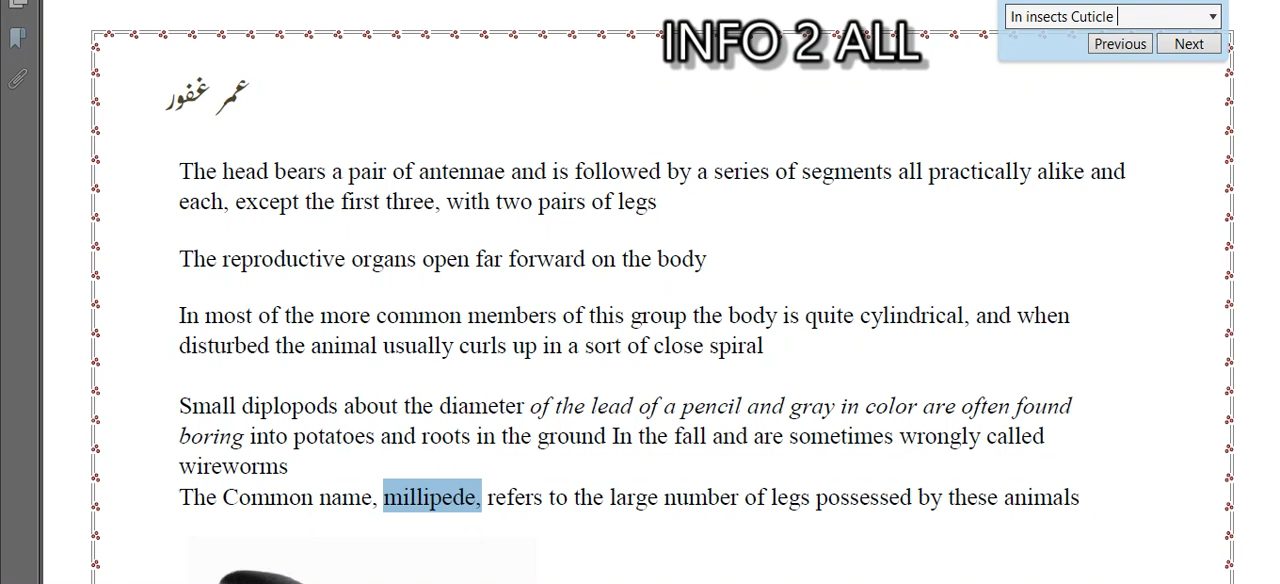 In insects Cuticle
INFO 2 ALL
Previous Next
عمر غفور
The head bears a pair of antennae and is followed by a series of segments all practically alike and
each, except the first three, with two pairs of legs
The reproductive organs open far forward on the body
In most of the more common members of this group the body is quite cylindrical, and when
disturbed the animal usually curls up in a sort of close spiral
Small diplopods about the diameter of the lead of a pencil and gray in color are often found
boring into potatoes and roots in the ground In the fall and are sometimes wrongly called
wireworms
The Common name, millipede, refers to the large number of legs possessed by these animals